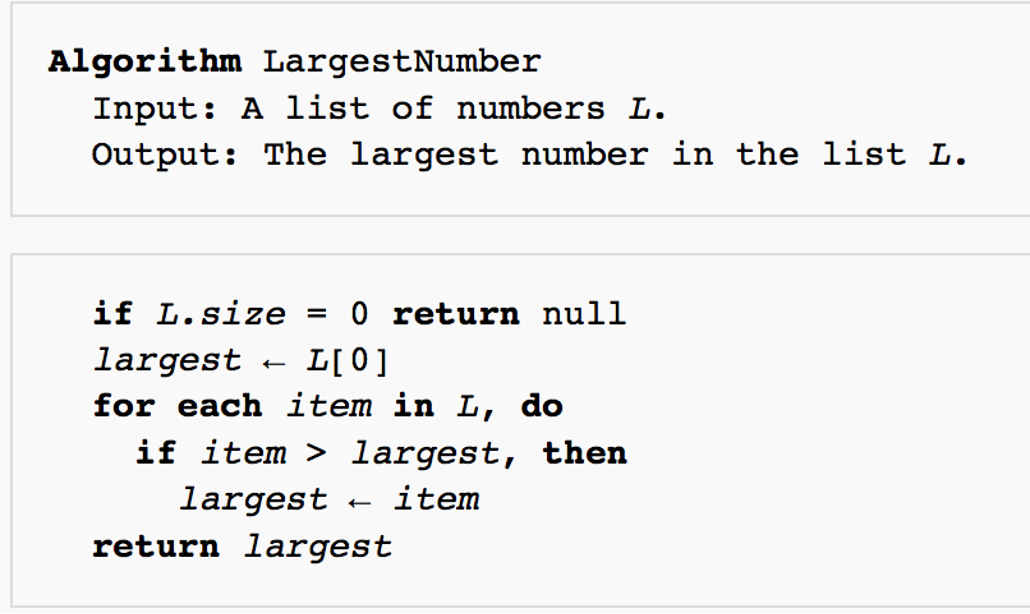 Algorithm LargestNumber
Input: A list of numbers L.
Output: The largest number in the list L.
if L.size = 0 return null
largest ← L[0]
for each item in L, do
if item > largest, then
largest ← item
return largest